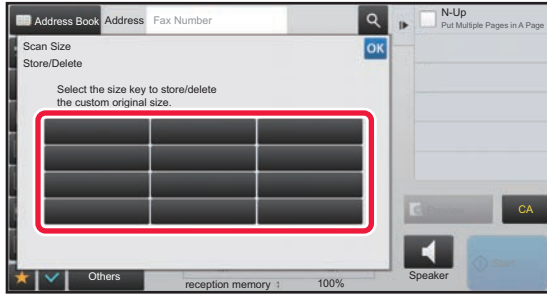 Address Book Address Fax Number
N-Up
Put Multiple Pages in A Page
Scan Size
OK
Store/Delete
Select the size key to store/delete
the custom original size.
CA
Others
reception memory : 100%
Speaker
Start